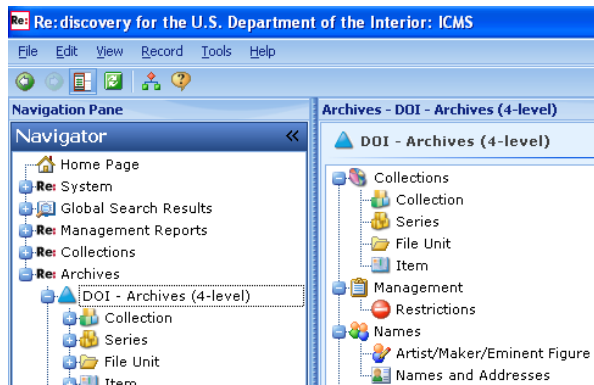 Re: Re:discovery for the U.S. Department of the Interior: ICMS
File Edit View Record Tools Help
Navigation Pane
Navigator
Home Page
Re: System
Global Search Results
Re: Management Reports
Re: Collections
Re: Archives
DOI - Archives (4-level)
Collection
Series
File Unit
Item
Archives - DOI - Archives (4-level)
DOI - Archives (4-level)
Collections
Collection
Series
File Unit
Item
Management
Restrictions
Names
Artist/Maker/Eminent Figure
Names and Addresses